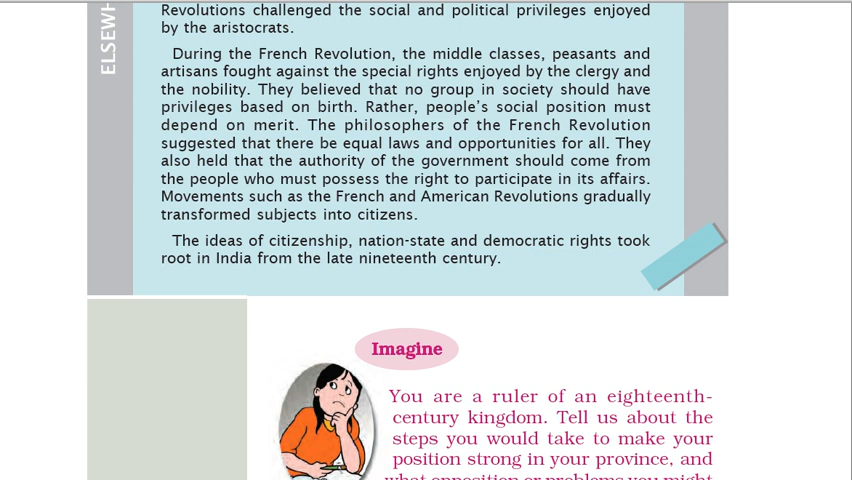 ELSEWH
Revolutions challenged the social and political privileges enjoyed
by the aristocrats.
During the French Revolution, the middle classes, peasants and
artisans fought against the special rights enjoyed by the clergy and
the nobility. They believed that no group in society should have
privileges based on birth. Rather, people's social position must
depend on merit. The philosophers of the French Revolution
suggested that there be equal laws and opportunities for all. They
also held that the authority of the government should come from
the people who must possess the right to participate in its affairs.
Movements such as the French and American Revolutions gradually
transformed subjects into citizens.
The ideas of citizenship, nation-state and democratic rights took
root in India from the late nineteenth century.
Imagine
You are a ruler of an eighteenth-
century kingdom. Tell us about the
steps you would take to make your
position strong in your province, and
what opposition or problems you might